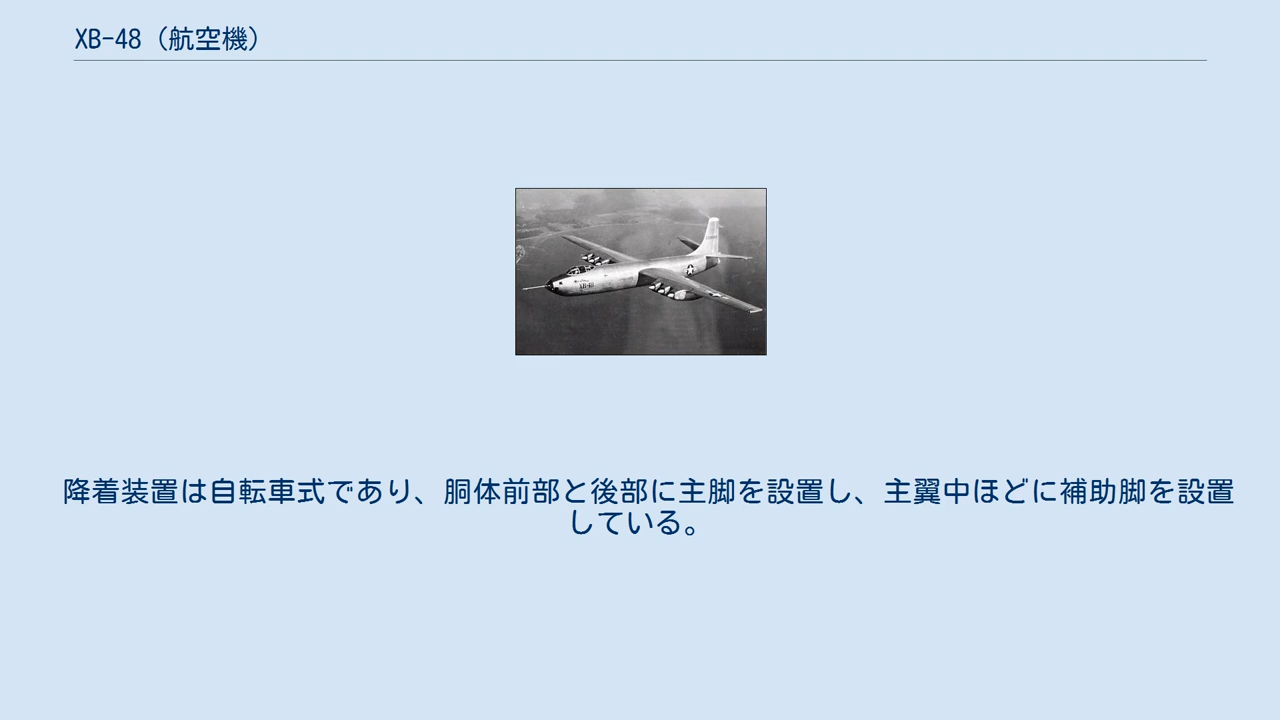 XB-48（航空機）
XB-48
降着装置は自転車式であり、胴体前部と後部に主脚を設置し、主翼中ほどに補助脚を設置
している。